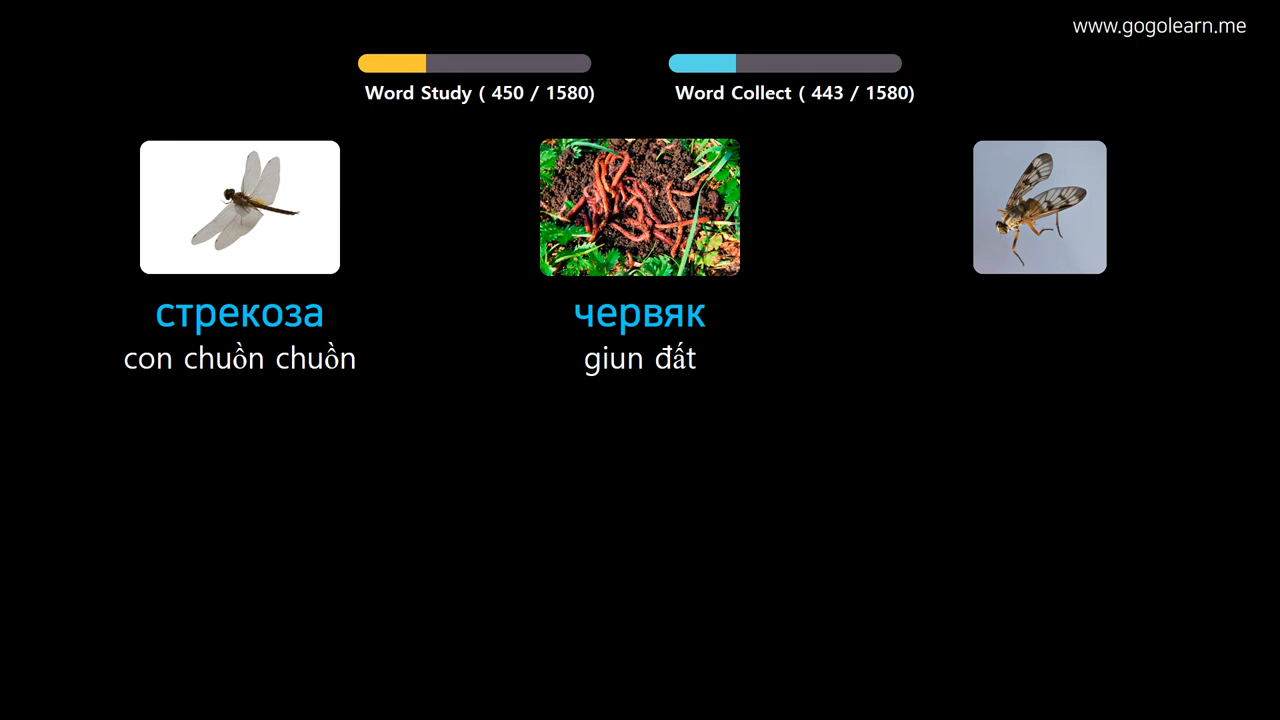 www.gogolearn.me
Word Study ( 450 / 1580)
Word Collect ( 443 / 1580)
стрекоза
con chuồn chuồn
червяк
giun đất